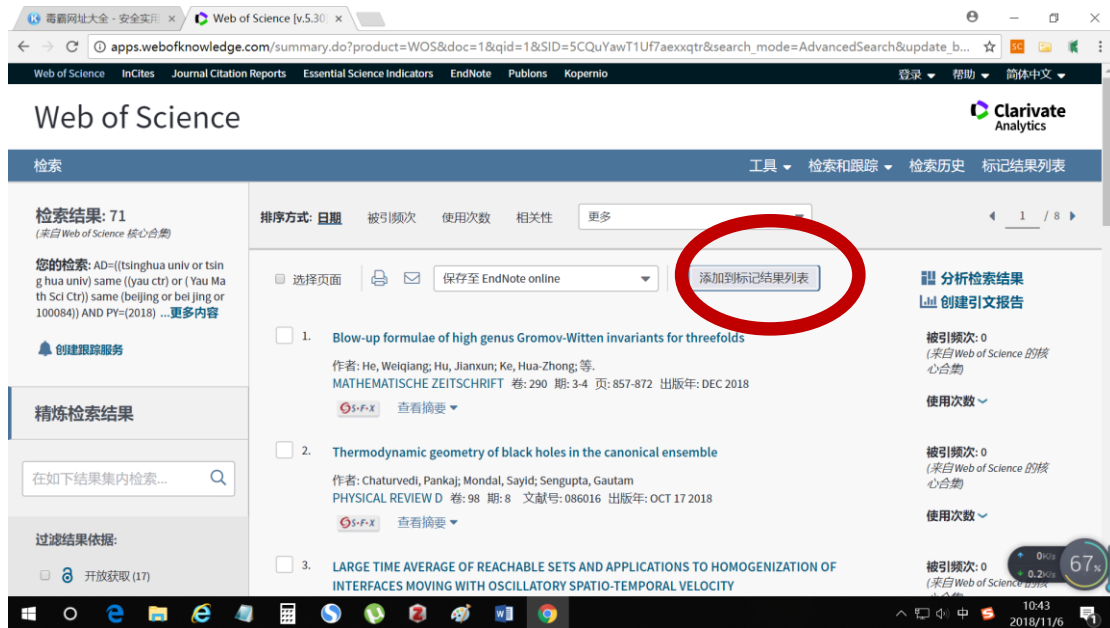 毒霸网址大全 - 安全实用
Web of Science [v.5.30]
apps.webofknowledge.com/summary.do?product=WOS&doc=1&qid=1&SID=5CQuYawT1Uf7aexxqtr&search_mode=AdvancedSearch&update_b...
Web of Science InCites Journal Citation Reports Essential Science Indicators EndNote Publons Kopernio 登录 帮助 简体中文
Web of Science
Clarivate
Analytics
检索 工具 检索和跟踪 检索历史 标记结果列表
检索结果: 71
(来自 Web of Science 核心合集)
您的检索: AD=((tsinghua univ or tsin
g hua univ) same ((yau ctr) or ( Yau Ma
th Sci Ctr)) same (beijing or bei jing or
100084)) AND PY=(2018) ...更多内容
创建跟踪服务
精炼检索结果
在如下结果集内检索...
过滤结果依据:
开放获取 (17)
排序方式: 日期 被引频次 使用次数 相关性 更多
1 / 8
选择页面 保存至 EndNote online 添加到标记结果列表
1. Blow-up formulae of high genus Gromov-Witten invariants for threefolds
作者: He, Weiqiang; Hu, Jianxun; Ke, Hua-Zhong; 等.
MATHEMATISCHE ZEITSCHRIFT 卷: 290 期: 3-4 页: 857-872 出版年: DEC 2018
S·F·X 查看摘要
2. Thermodynamic geometry of black holes in the canonical ensemble
作者: Chaturvedi, Pankaj; Mondal, Sayid; Sengupta, Gautam
PHYSICAL REVIEW D 卷: 98 期: 8 文献号: 086016 出版年: OCT 17 2018
S·F·X 查看摘要
3. LARGE TIME AVERAGE OF REACHABLE SETS AND APPLICATIONS TO HOMOGENIZATION OF
INTERFACES MOVING WITH OSCILLATORY SPATIO-TEMPORAL VELOCITY
分析检索结果
创建引文报告
被引频次: 0
(来自 Web of Science 的核
心合集)
使用次数
被引频次: 0
(来自 Web of Science 的核
心合集)
使用次数
被引频次: 0
(来自 Web of Science 的核
0K/s
0.2K/s
67%
中
10:43
2018/11/6